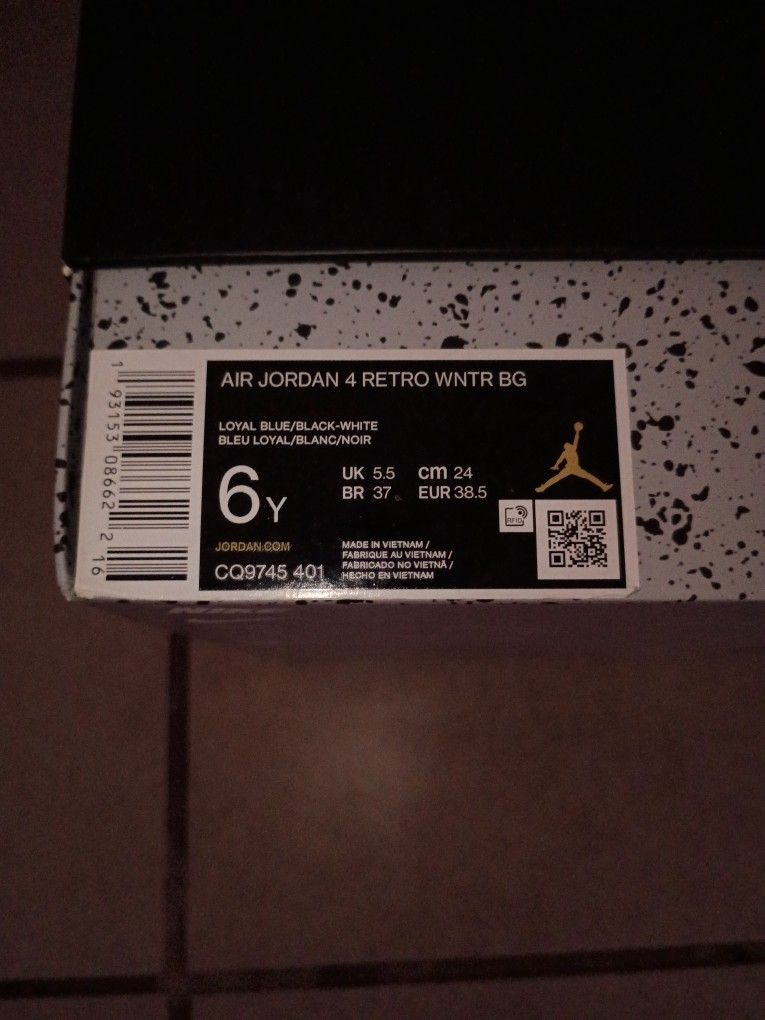 AIR JORDAN 4 RETRO WNTR BG
LOYAL BLUE/BLACK-WHITE
BLEU LOYAL/BLANC/NOIR
6Y
UK 5.5 cm 24
BR 37 EUR 38.5
RFID
JORDAN.COM
CQ9745 401
MADE IN VIETNAM /
FABRIQUE AU VIETNAM /
FABRICADO NO VIETNÃ /
HECHO EN VIETNAM
1 93153 08662 2 16